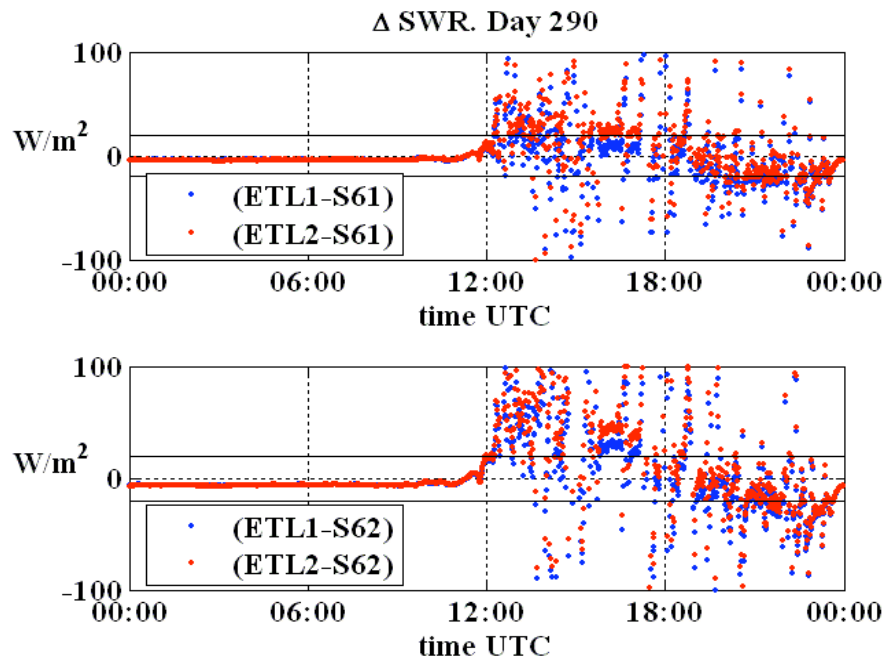 Δ SWR. Day 290
100
W/m²
0
(ETL1-S61)
(ETL2-S61)
-100
00:00 06:00 12:00 18:00 00:00
time UTC
100
W/m²
0
(ETL1-S62)
(ETL2-S62)
-100
00:00 06:00 12:00 18:00 00:00
time UTC